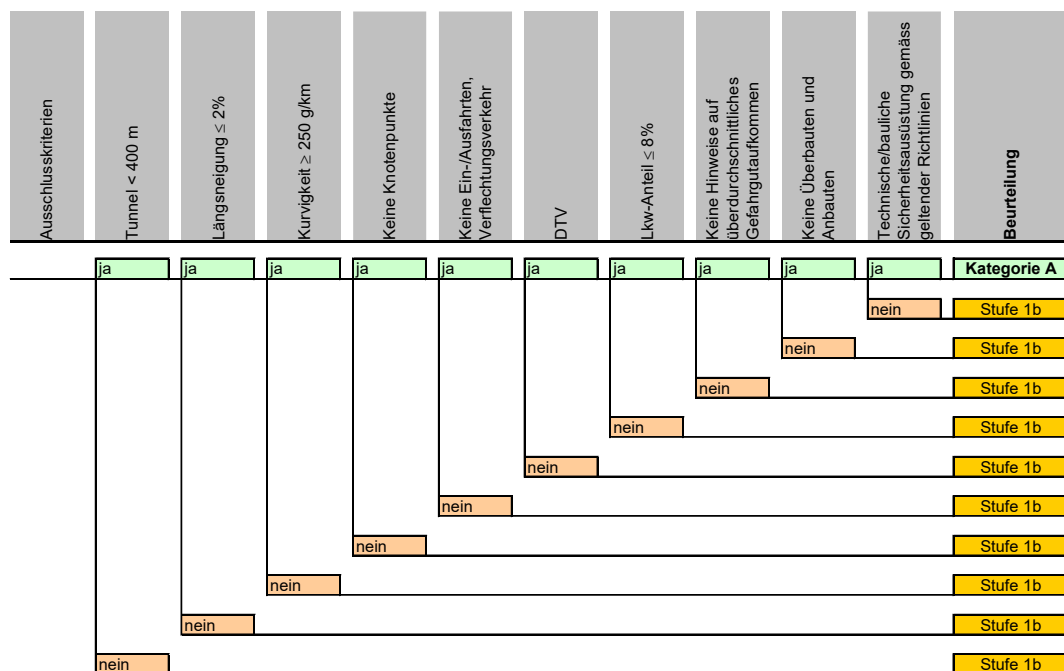 Ausschlusskriterien
Tunnel < 400 m
Längsneigung ≤ 2%
Kurvigkeit ≥ 250 g/km
Keine Knotenpunkte
Keine Ein-/Ausfahrten,
Verflechtungsverkehr
DTV
Lkw-Anteil ≤ 8%
Keine Hinweise auf
überdurchschnittliches
Gefahrgutaufkommen
Keine Überbauten und
Anbauten
Technische/bauliche
Sicherheitsausüstung gemäss
geltender Richtlinien
Beurteilung
ja ja ja ja ja ja ja ja ja ja Kategorie A
nein Stufe 1b
nein Stufe 1b
nein Stufe 1b
nein Stufe 1b
nein Stufe 1b
nein Stufe 1b
nein Stufe 1b
nein Stufe 1b
nein Stufe 1b
nein Stufe 1b